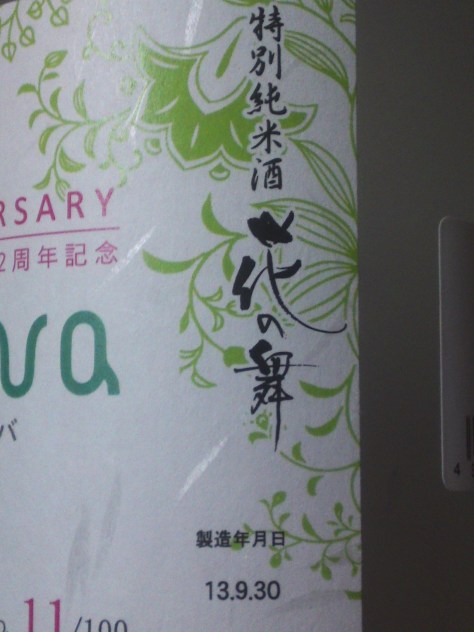 特別純米酒
花の舞
RSARY
2周年記念
va
バ
製造年月日
13.9.30
11/100
4